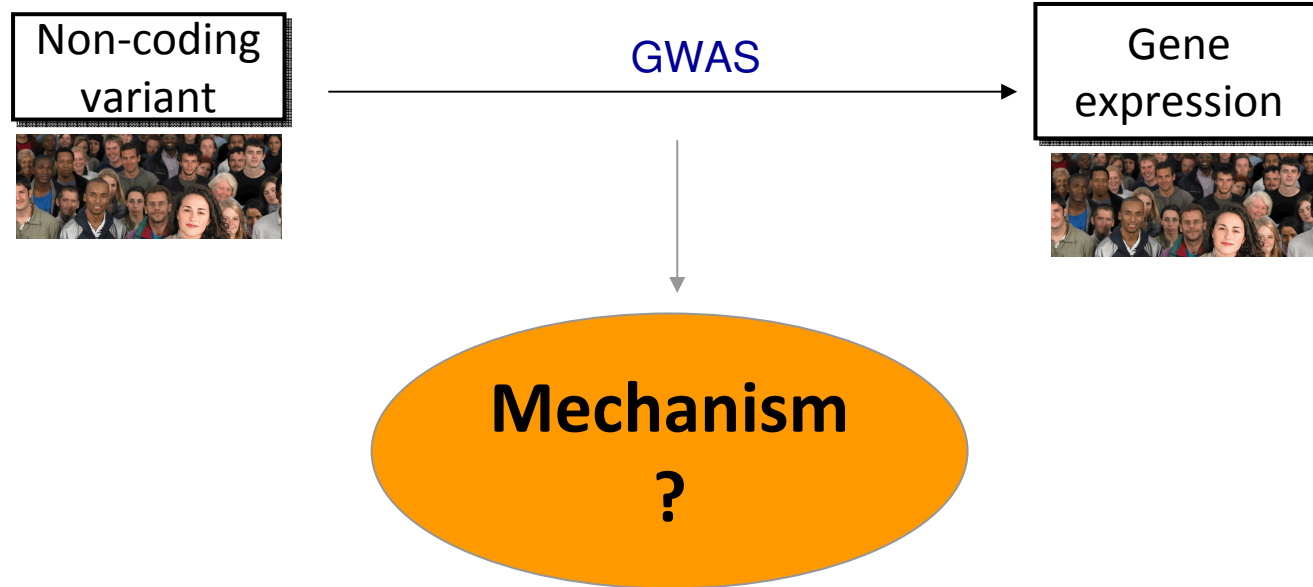 Non-coding
variant
GWAS
Gene
expression
Mechanism
?